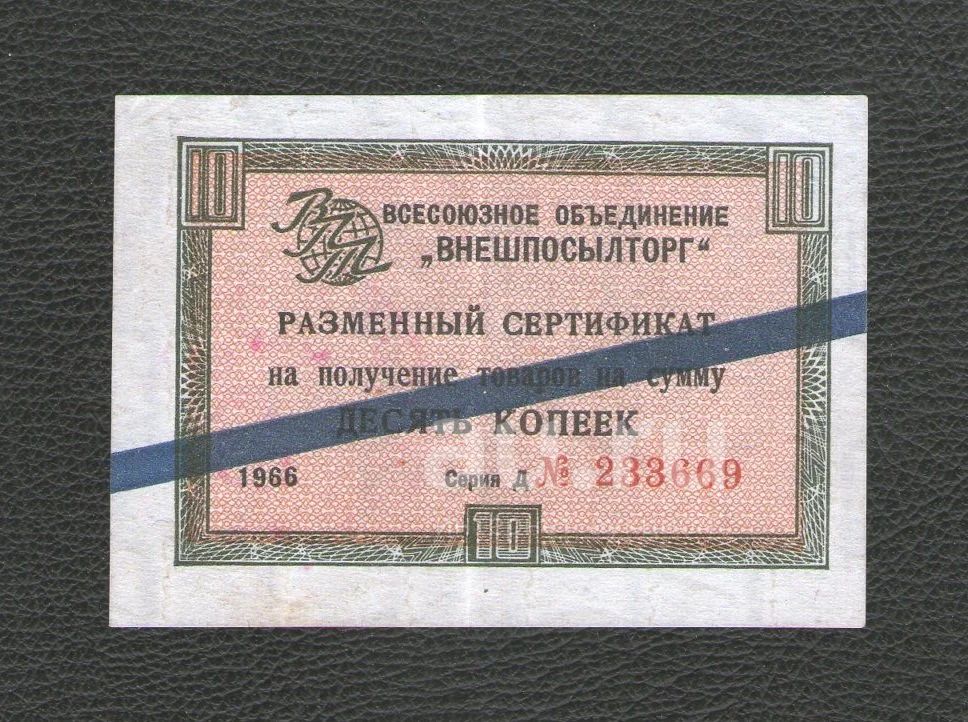 10 10
ВПТ
ВСЕСОЮЗНОЕ ОБЪЕДИНЕНИЕ
„ВНЕШПОСЫЛТОРГ“
РАЗМЕННЫЙ СЕРТИФИКАТ
на получение товаров на сумму
ДЕСЯТЬ КОПЕЕК
1966 Серия Д № 233669
10